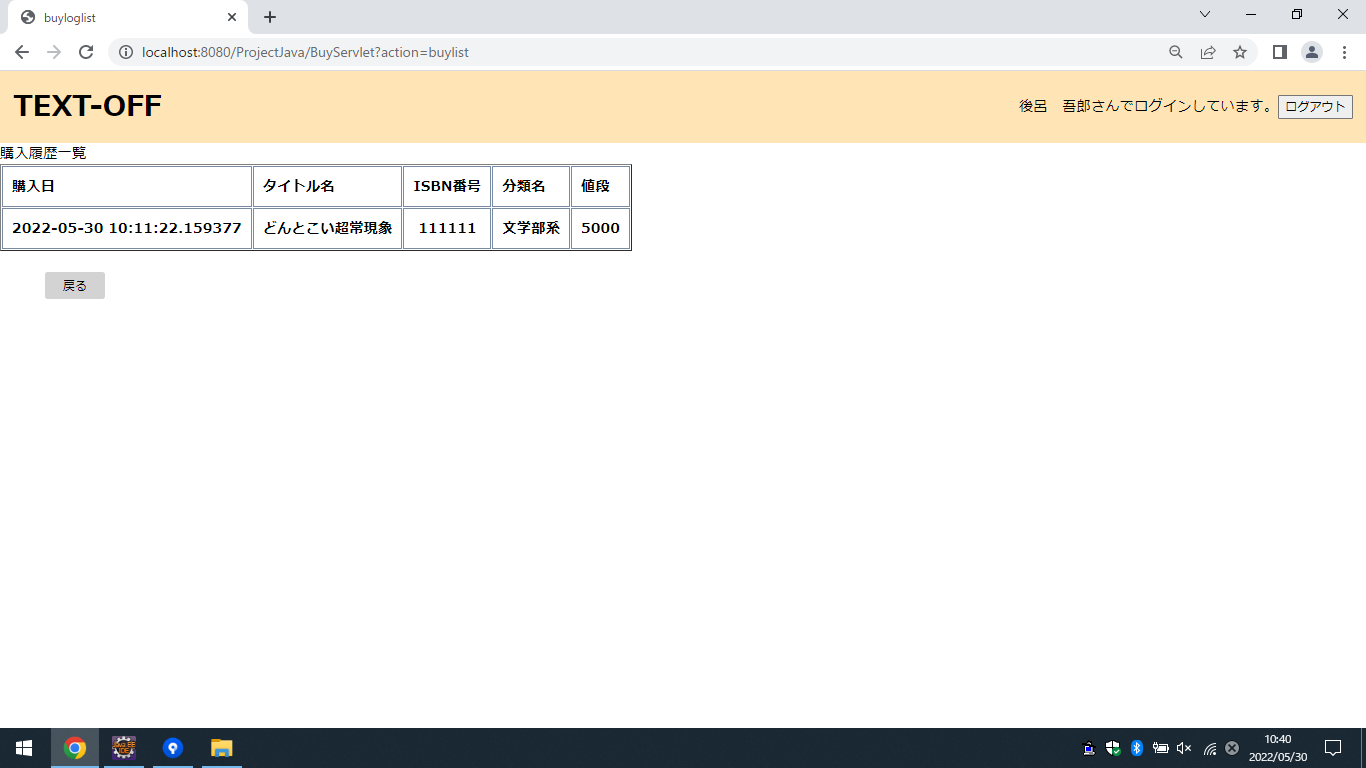 buyloglist
localhost:8080/ProjectJava/BuyServlet?action=buylist
TEXT-OFF
後呂　吾郎さんでログインしています。 ログアウト
購入履歴一覧
購入日 タイトル名 ISBN番号 分類名 値段
2022-05-30 10:11:22.159377 どんとこい超常現象 111111 文学部系 5000
戻る
10:40
2022/05/30